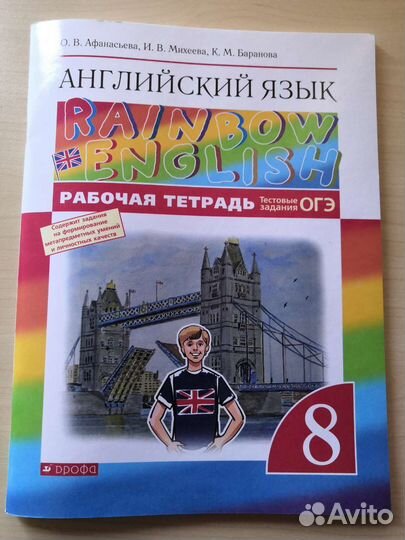 О. В. Афанасьева, И. В. Михеева, К. М. Баранова
АНГЛИЙСКИЙ ЯЗЫК
RAINBOW
ENGLISH
РАБОЧАЯ ТЕТРАДЬ
Тестовые
задания ОГЭ
Содержит задания
на формирование
метапредметных умений
и личностных качеств
8
дрофа
Avito